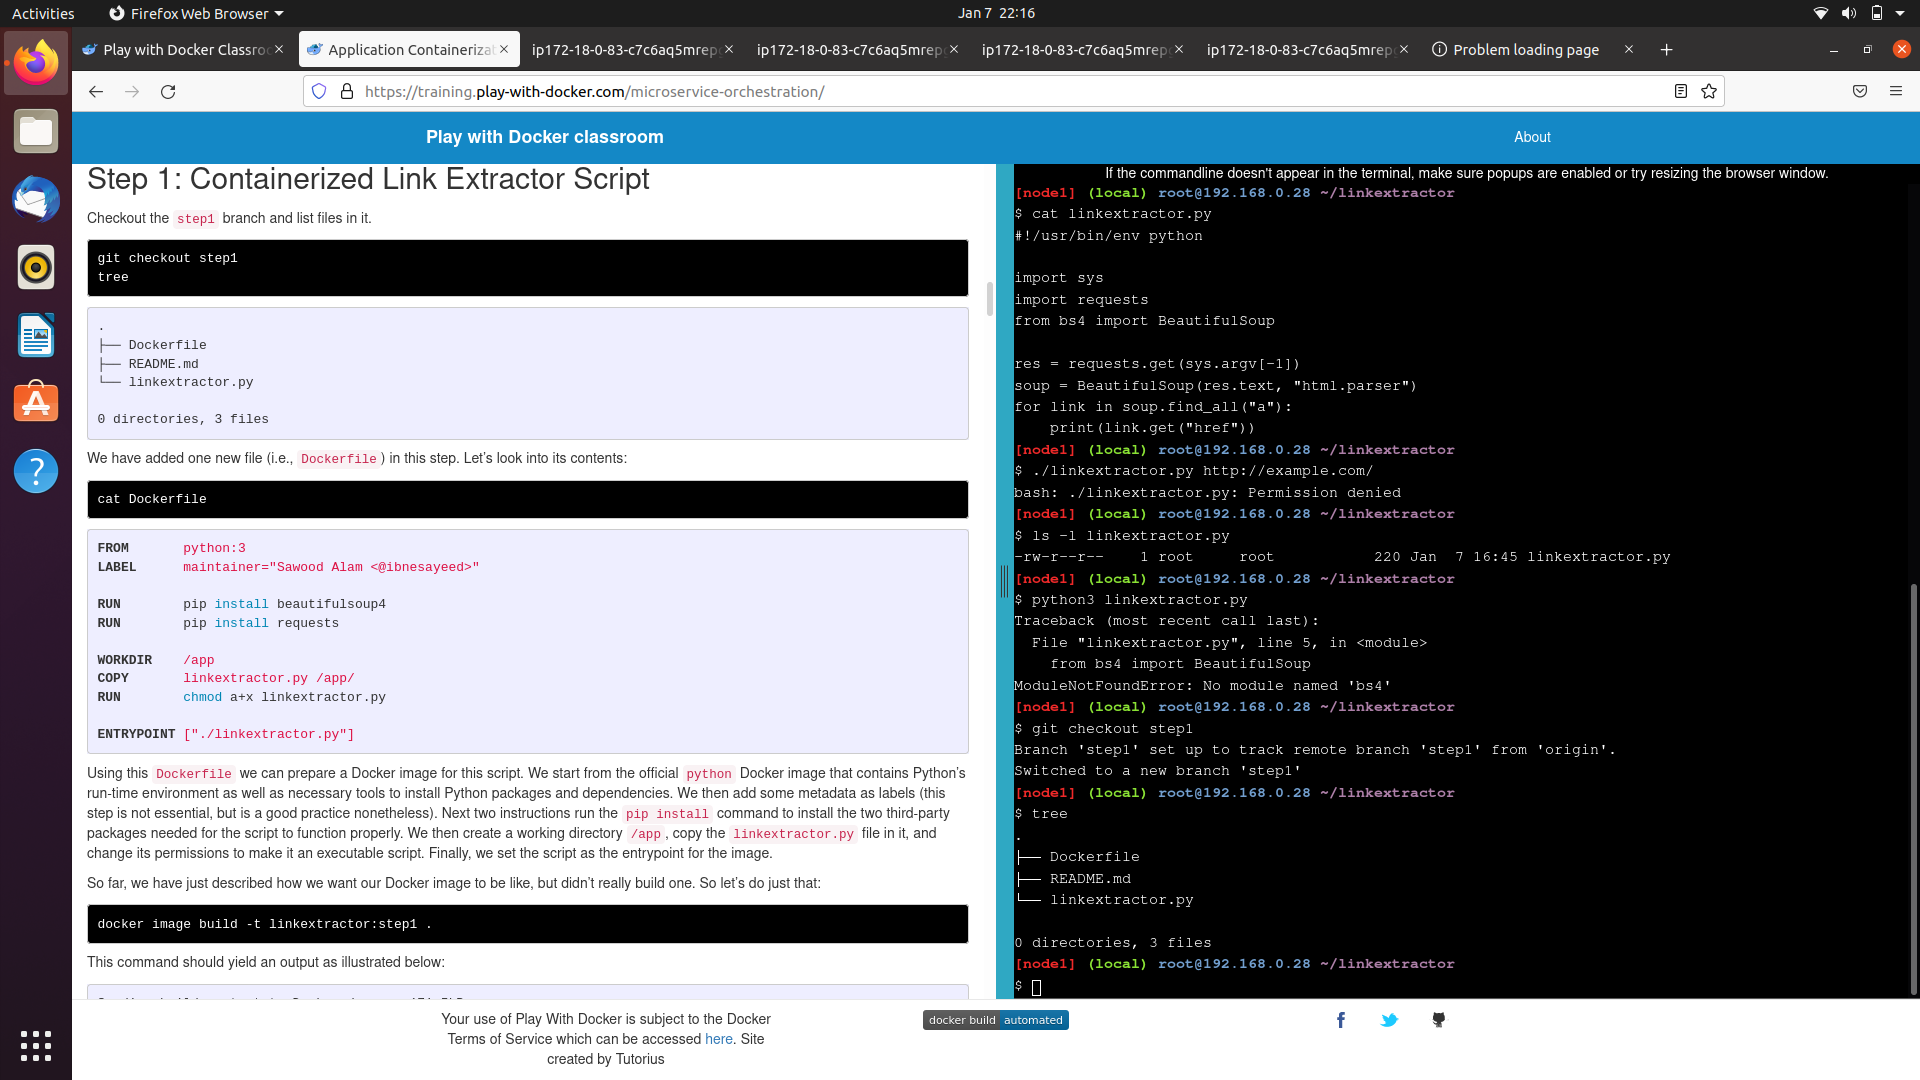 Activities
Firefox Web Browser
Jan 7 22:16
Play with Docker Classro
Application Containerizat
ip172-18-0-83-c7c6aq5mrep
ip172-18-0-83-c7c6aq5mrep
ip172-18-0-83-c7c6aq5mrep
ip172-18-0-83-c7c6aq5mrep
Problem loading page
https://training.play-with-docker.com/microservice-orchestration/
Play with Docker classroom
About
Step 1: Containerized Link Extractor Script
Checkout the step1 branch and list files in it.
git checkout step1
tree
.
├── Dockerfile
├── README.md
└── linkextractor.py
0 directories, 3 files
We have added one new file (i.e., Dockerfile) in this step. Let's look into its contents:
cat Dockerfile
FROM python:3
LABEL maintainer="Sawood Alam <@ibnesayeed>"
RUN pip install beautifulsoup4
RUN pip install requests
WORKDIR /app
COPY linkextractor.py /app/
RUN chmod a+x linkextractor.py
ENTRYPOINT ["./linkextractor.py"]
Using this Dockerfile we can prepare a Docker image for this script. We start from the official python Docker image that contains Python's
run-time environment as well as necessary tools to install Python packages and dependencies. We then add some metadata as labels (this
step is not essential, but is a good practice nonetheless). Next two instructions run the pip install command to install the two third-party
packages needed for the script to function properly. We then create a working directory /app, copy the linkextractor.py file in it, and
change its permissions to make it an executable script. Finally, we set the script as the entrypoint for the image.
So far, we have just described how we want our Docker image to be like, but didn't really build one. So let's do just that:
docker image build -t linkextractor:step1 .
This command should yield an output as illustrated below:
If the commandline doesn't appear in the terminal, make sure popups are enabled or try resizing the browser window.
[node1] (local) root@192.168.0.28 ~/linkextractor
$ cat linkextractor.py
#!/usr/bin/env python
import sys
import requests
from bs4 import BeautifulSoup
res = requests.get(sys.argv[-1])
soup = BeautifulSoup(res.text, "html.parser")
for link in soup.find_all("a"):
    print(link.get("href"))
[node1] (local) root@192.168.0.28 ~/linkextractor
$ ./linkextractor.py http://example.com/
bash: ./linkextractor.py: Permission denied
[node1] (local) root@192.168.0.28 ~/linkextractor
$ ls -l linkextractor.py
-rw-r--r--    1 root     root           220 Jan  7 16:45 linkextractor.py
[node1] (local) root@192.168.0.28 ~/linkextractor
$ python3 linkextractor.py
Traceback (most recent call last):
  File "linkextractor.py", line 5, in <module>
    from bs4 import BeautifulSoup
ModuleNotFoundError: No module named 'bs4'
[node1] (local) root@192.168.0.28 ~/linkextractor
$ git checkout step1
Branch 'step1' set up to track remote branch 'step1' from 'origin'.
Switched to a new branch 'step1'
[node1] (local) root@192.168.0.28 ~/linkextractor
$ tree
.
├── Dockerfile
├── README.md
└── linkextractor.py
0 directories, 3 files
[node1] (local) root@192.168.0.28 ~/linkextractor
$
Your use of Play With Docker is subject to the Docker
Terms of Service which can be accessed here. Site
created by Tutorius
docker build automated